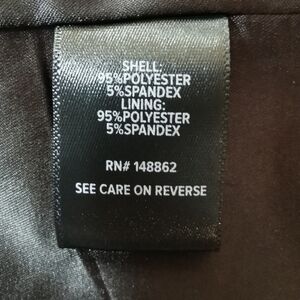 SHELL:
95%POLYESTER
5%SPANDEX
LINING:
95%POLYESTER
5%SPANDEX
RN# 148862
SEE CARE ON REVERSE